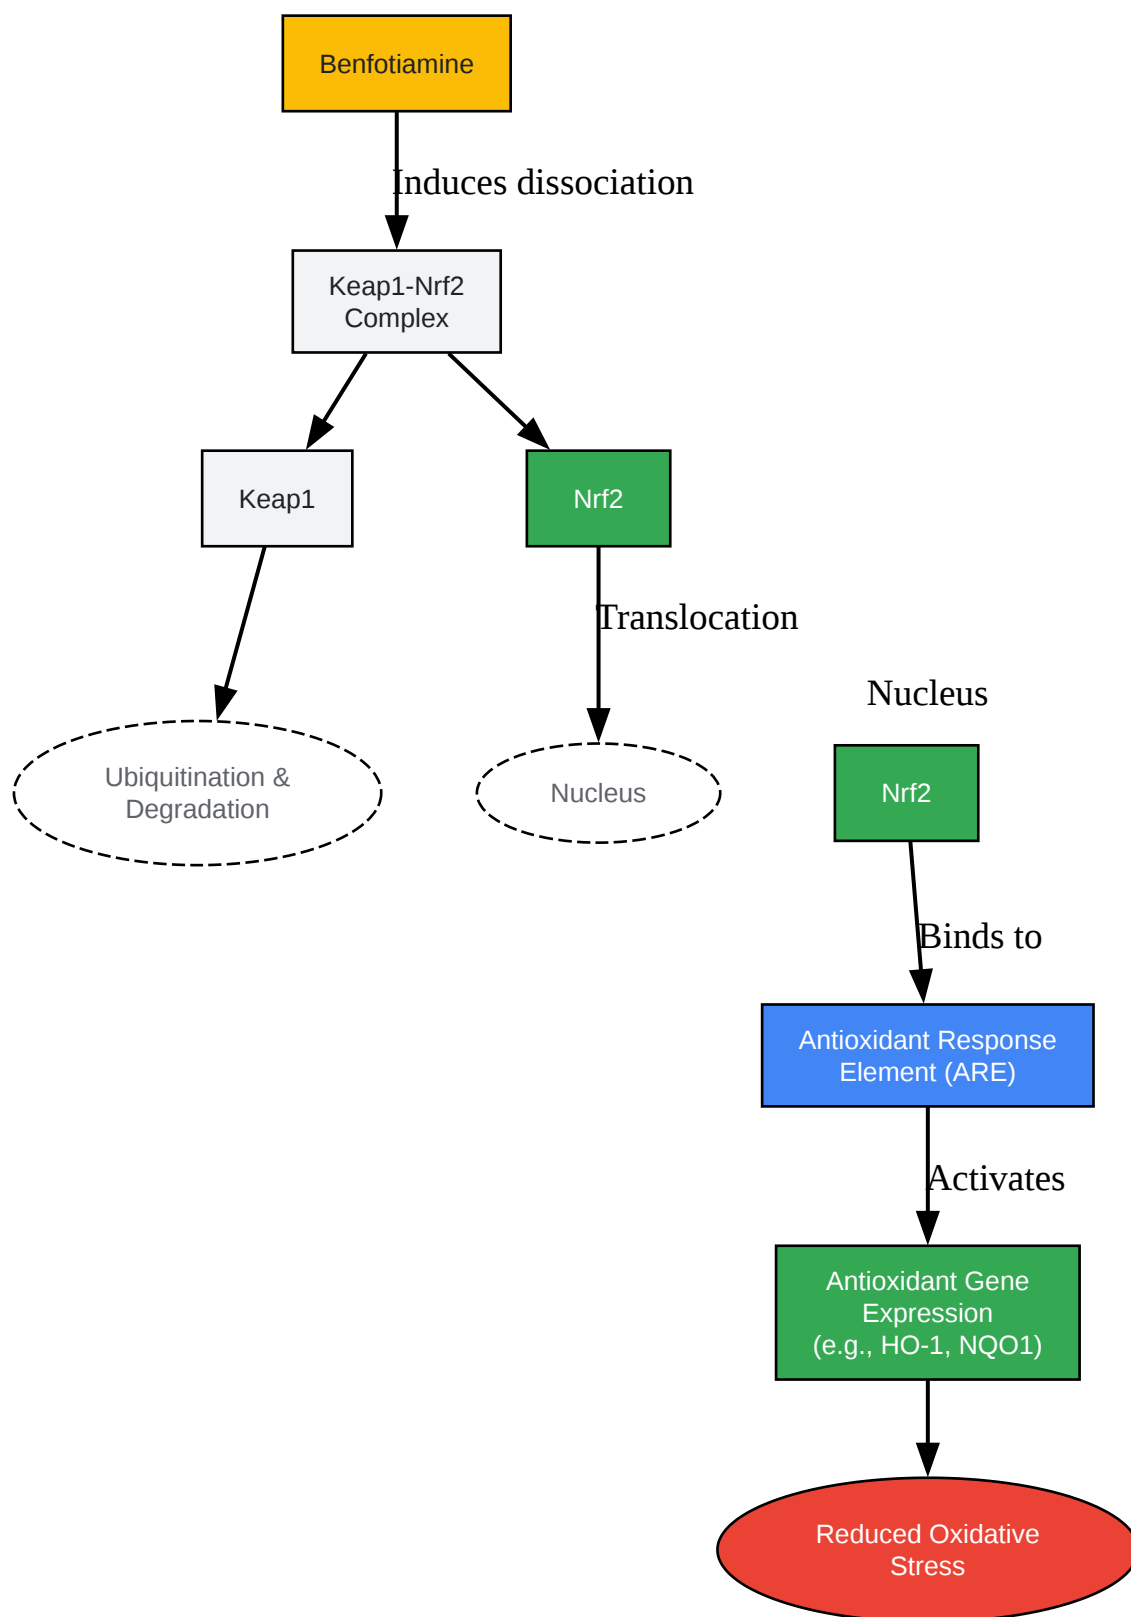 Benfotiamine
Induces dissociation
Keap1-Nrf2
Complex
Keap1
Nrf2
Translocation
Nucleus
Ubiquitination &
Degradation
Nucleus
Nrf2
Binds to
Antioxidant Response
Element (ARE)
Activates
Antioxidant Gene
Expression
(e.g., HO-1, NQO1)
Reduced Oxidative
Stress